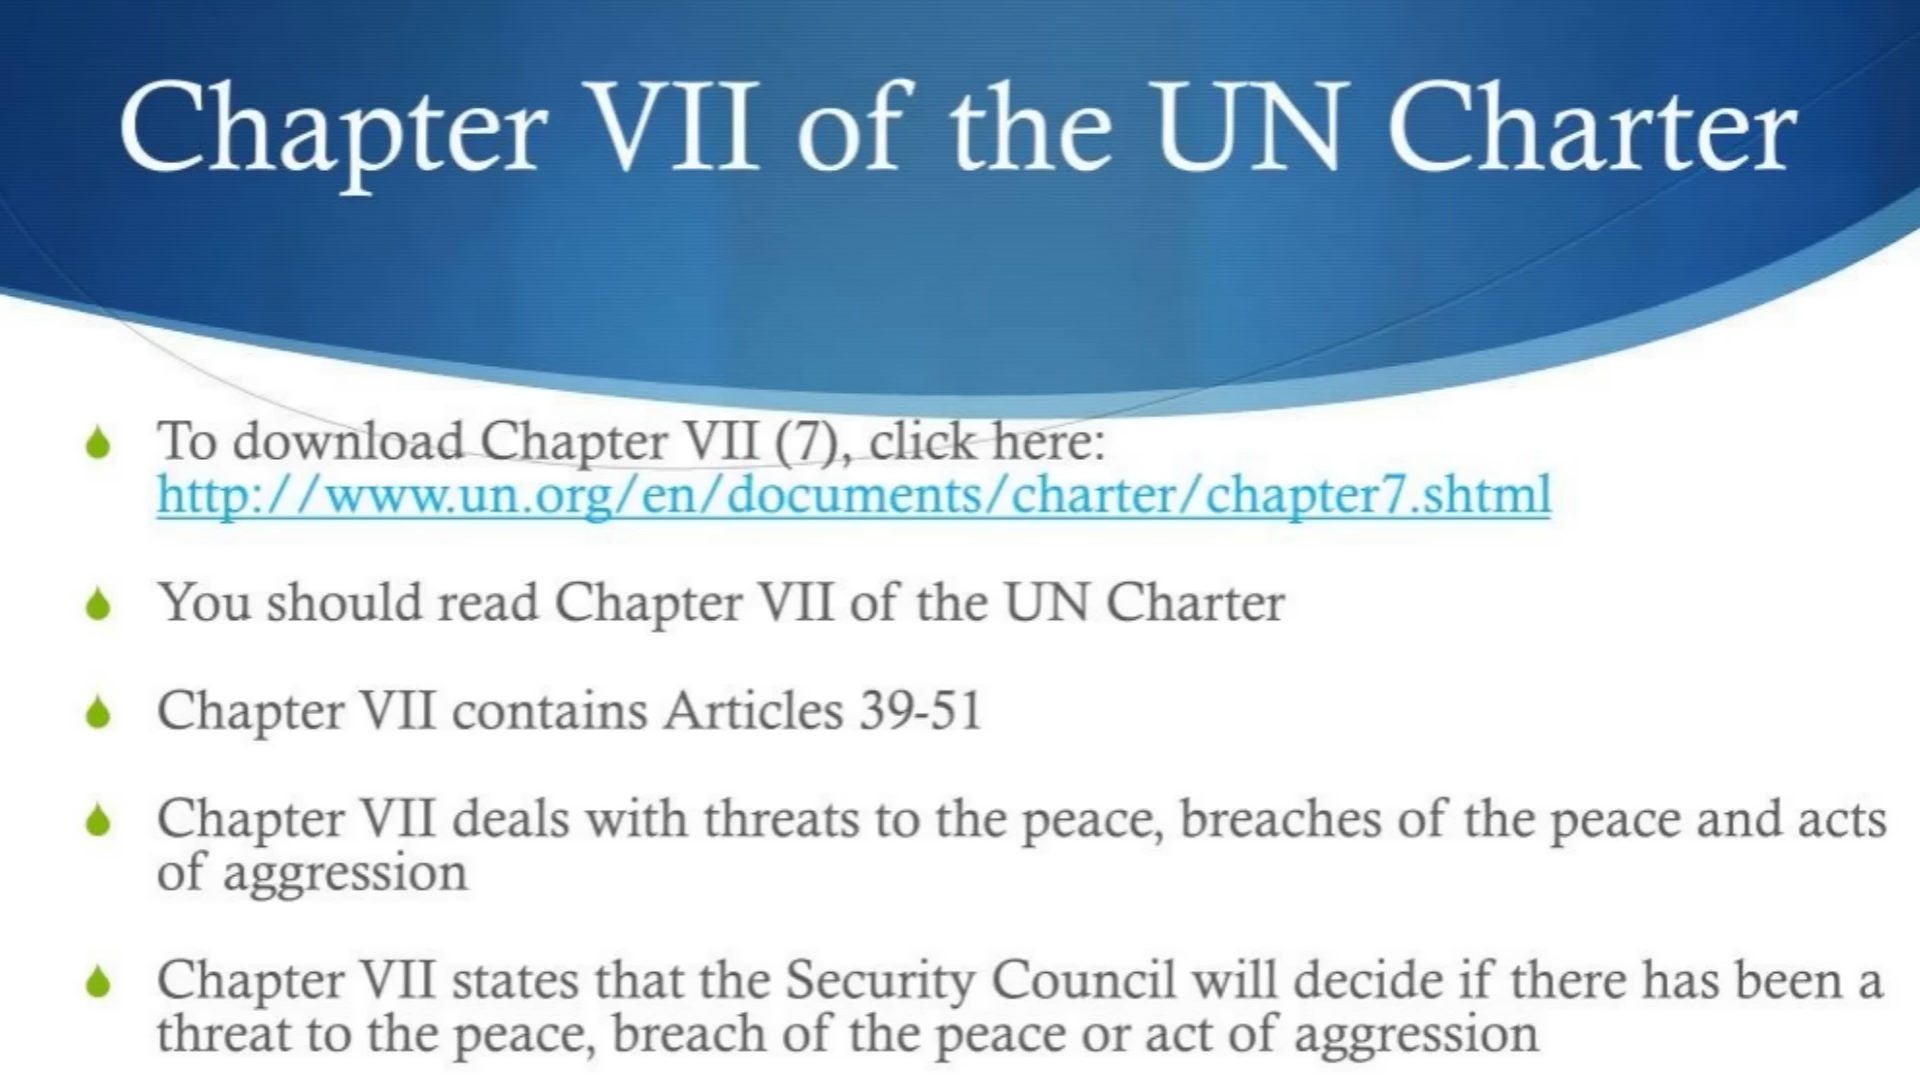 Chapter VII of the UN Charter
To download Chapter VII (7), click here:
http://www.un.org/en/documents/charter/chapter7.shtml
You should read Chapter VII of the UN Charter
Chapter VII contains Articles 39-51
Chapter VII deals with threats to the peace, breaches of the peace and acts
of aggression
Chapter VII states that the Security Council will decide if there has been a
threat to the peace, breach of the peace or act of aggression